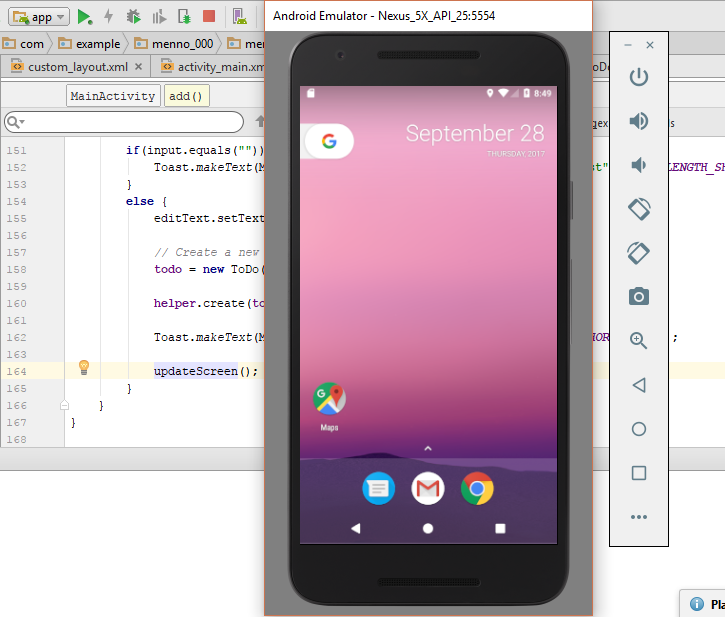 Android Emulator - Nexus_5X_API_25:5554
app
com
example
menno_000
custom_layout.xml
activity_main.xm
MainActivity
add()
8:49
September 28
THURSDAY, 2017
Maps
151 if(input.equals(""))
152 Toast.makeText(M
LENGTH_SH
153 }
154 else {
155 editText.setText
156
157 // Create a new
158 todo = new ToDo(
159
160 helper.create(to
161
162 Toast.makeText(M
;
163
164 updateScreen();
165 }
166 }
167 }
168
Pla